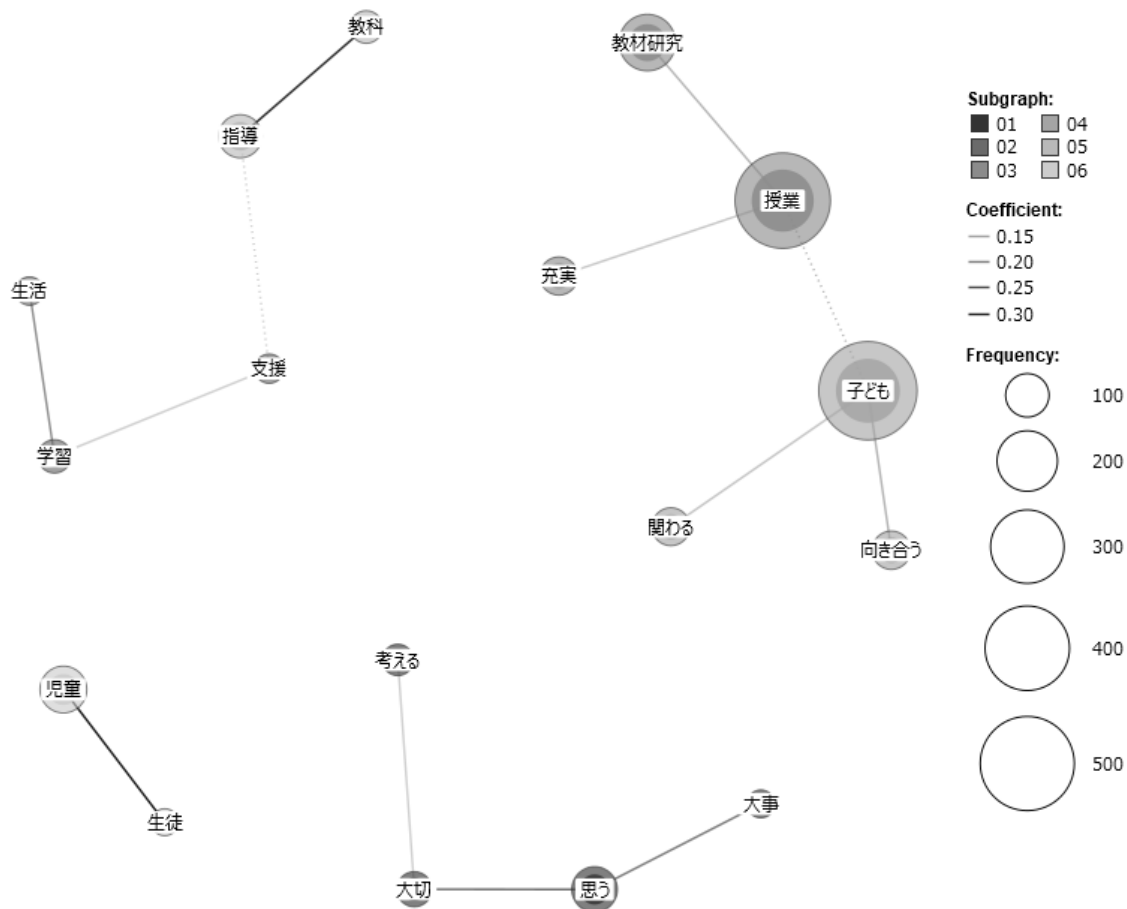 教科
教材研究
指導
授業
充実
生活
支援
子ども
学習
関わる
向き合う
考える
児童
生徒
大事
大切
思う
Subgraph:
01 04
02 05
03 06
Coefficient:
0.15
0.20
0.25
0.30
Frequency:
100
200
300
400
500